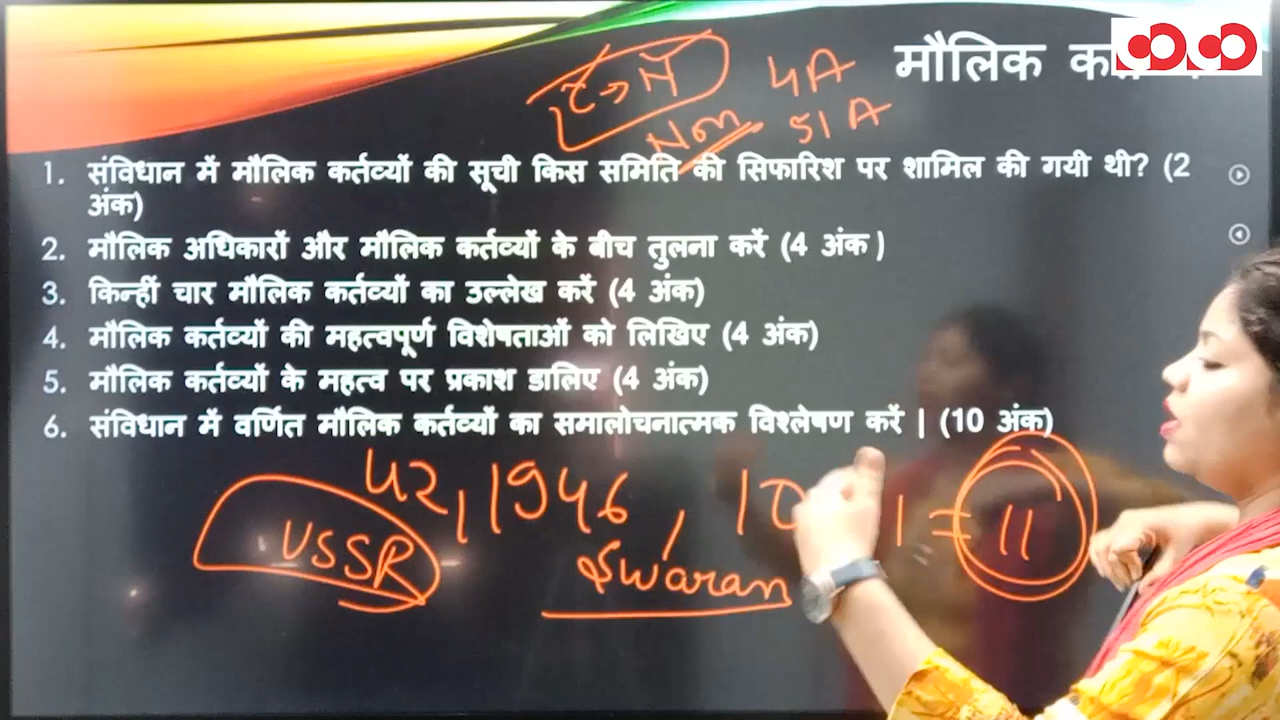 मौलिक
ट → N
4A
Non
51A
1. संविधान में मौलिक कर्तव्यों की सूची किस समिति की सिफारिश पर शामिल की गयी थी? (2
अंक)
2. मौलिक अधिकारों और मौलिक कर्तव्यों के बीच तुलना करें (4 अंक )
3. किन्हीं चार मौलिक कर्तव्यों का उल्लेख करें (4 अंक)
4. मौलिक कर्तव्यों की महत्वपूर्ण विशेषताओं को लिखिए (4 अंक)
5. मौलिक कर्तव्यों के महत्व पर प्रकाश डालिए (4 अंक)
6. संविधान में वर्णित मौलिक कर्तव्यों का समालोचनात्मक विश्लेषण करें | (10 अंक)
42, 1946, 10 1 = 11
USSR
Swaran